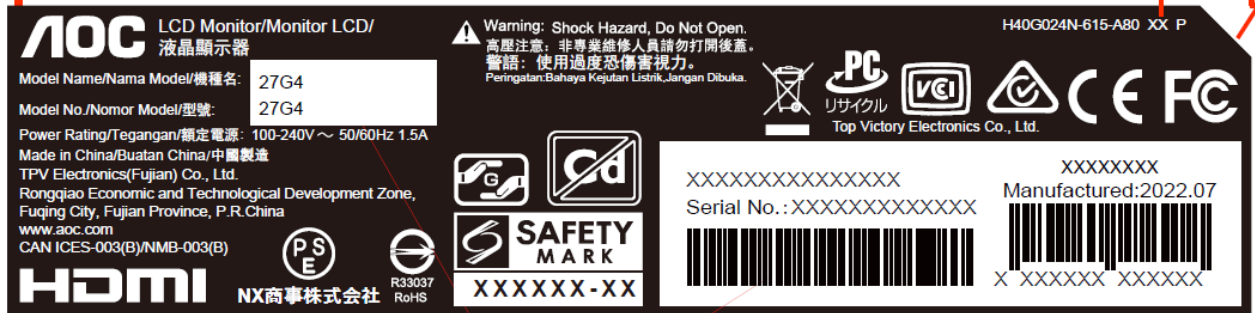 AOC LCD Monitor/Monitor LCD/
液晶顯示器
Model Name/Nama Model/機種名: 27G4
Model No./Nomor Model/型號: 27G4
Power Rating/Tegangan/額定電源: 100-240V～ 50/60Hz 1.5A
Made in China/Buatan China/中國製造
TPV Electronics(Fujian) Co., Ltd.
Rongqiao Economic and Technological Development Zone,
Fuqing City, Fujian Province, P.R.China
www.aoc.com
CAN ICES-003(B)/NMB-003(B)
HDMI
PSE
NX商事株式会社
R33037
RoHS
Warning: Shock Hazard, Do Not Open.
高壓注意: 非專業維修人員請勿打開後蓋。
警語: 使用過度恐傷害視力。
Peringatan:Bahaya Kejutan Listrik,Jangan Dibuka.
G
Cd
SAFETY
MARK
XXXXXX-XX
H40G024N-615-A80 XX P
PC
リサイクル
VCI
CE FC
Top Victory Electronics Co., Ltd.
XXXXXXXXXXXXXXX
Serial No.:XXXXXXXXXXXXX
XXXXXXXX
Manufactured:2022.07
X XXXXXX XXXXXX